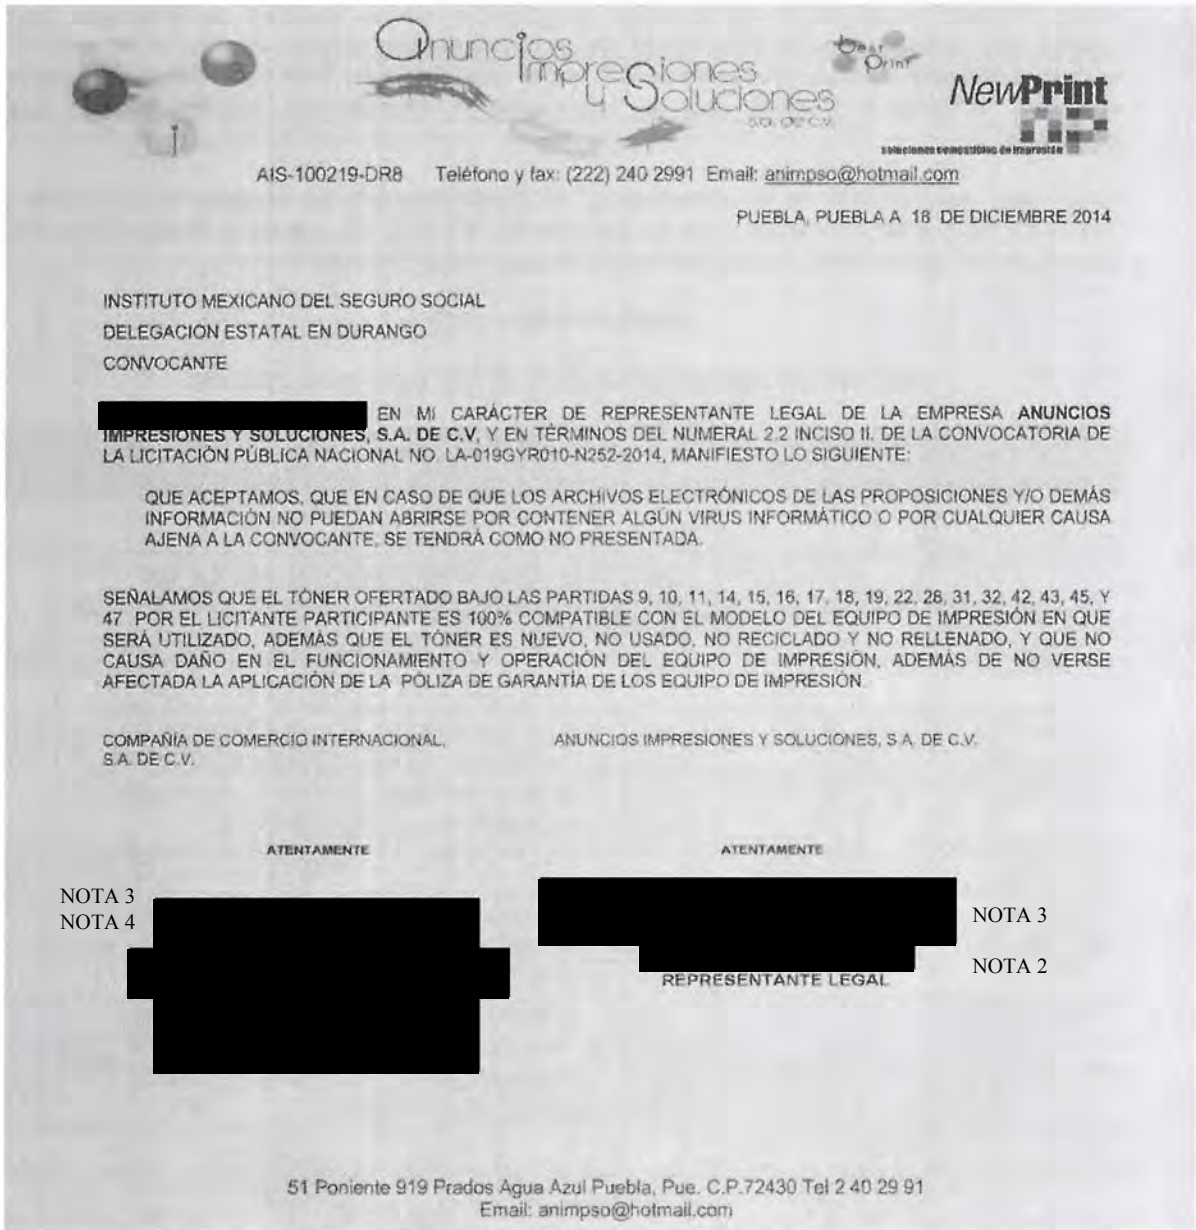 Anuncios
Impresiones
y Soluciones
S.A. DE C.V.
Best
Print
NewPrint
soluciones compatibles de impresión
AIS-100219-DR8 Teléfono y fax: (222) 240 2991 Email: animpso@hotmail.com
PUEBLA, PUEBLA A 18 DE DICIEMBRE 2014
INSTITUTO MEXICANO DEL SEGURO SOCIAL
DELEGACION ESTATAL EN DURANGO
CONVOCANTE
EN MI CARÁCTER DE REPRESENTANTE LEGAL DE LA EMPRESA ANUNCIOS
IMPRESIONES Y SOLUCIONES, S.A. DE C.V, Y EN TÉRMINOS DEL NUMERAL 2.2 INCISO II. DE LA CONVOCATORIA DE
LA LICITACIÓN PÚBLICA NACIONAL NO. LA-019GYR010-N252-2014, MANIFIESTO LO SIGUIENTE:
QUE ACEPTAMOS, QUE EN CASO DE QUE LOS ARCHIVOS ELECTRÓNICOS DE LAS PROPOSICIONES Y/O DEMÁS
INFORMACIÓN NO PUEDAN ABRIRSE POR CONTENER ALGÚN VIRUS INFORMÁTICO O POR CUALQUIER CAUSA
AJENA A LA CONVOCANTE, SE TENDRÁ COMO NO PRESENTADA.
SEÑALAMOS QUE EL TÓNER OFERTADO BAJO LAS PARTIDAS 9, 10, 11, 14, 15, 16, 17, 18, 19, 22, 28, 31, 32, 42, 43, 45, Y
47 POR EL LICITANTE PARTICIPANTE ES 100% COMPATIBLE CON EL MODELO DEL EQUIPO DE IMPRESIÓN EN QUE
SERÁ UTILIZADO, ADEMÁS QUE EL TÓNER ES NUEVO, NO USADO, NO RECICLADO Y NO RELLENADO, Y QUE NO
CAUSA DAÑO EN EL FUNCIONAMIENTO Y OPERACIÓN DEL EQUIPO DE IMPRESIÓN, ADEMÁS DE NO VERSE
AFECTADA LA APLICACIÓN DE LA PÓLIZA DE GARANTÍA DE LOS EQUIPO DE IMPRESIÓN.
COMPAÑÍA DE COMERCIO INTERNACIONAL,
S.A. DE C.V.
ANUNCIOS IMPRESIONES Y SOLUCIONES, S.A. DE C.V.
ATENTAMENTE
ATENTAMENTE
NOTA 3
NOTA 4
NOTA 3
NOTA 2
REPRESENTANTE LEGAL
51 Poniente 919 Prados Agua Azul Puebla, Pue. C.P.72430 Tel 2 40 29 91
Email: animpso@hotmail.com